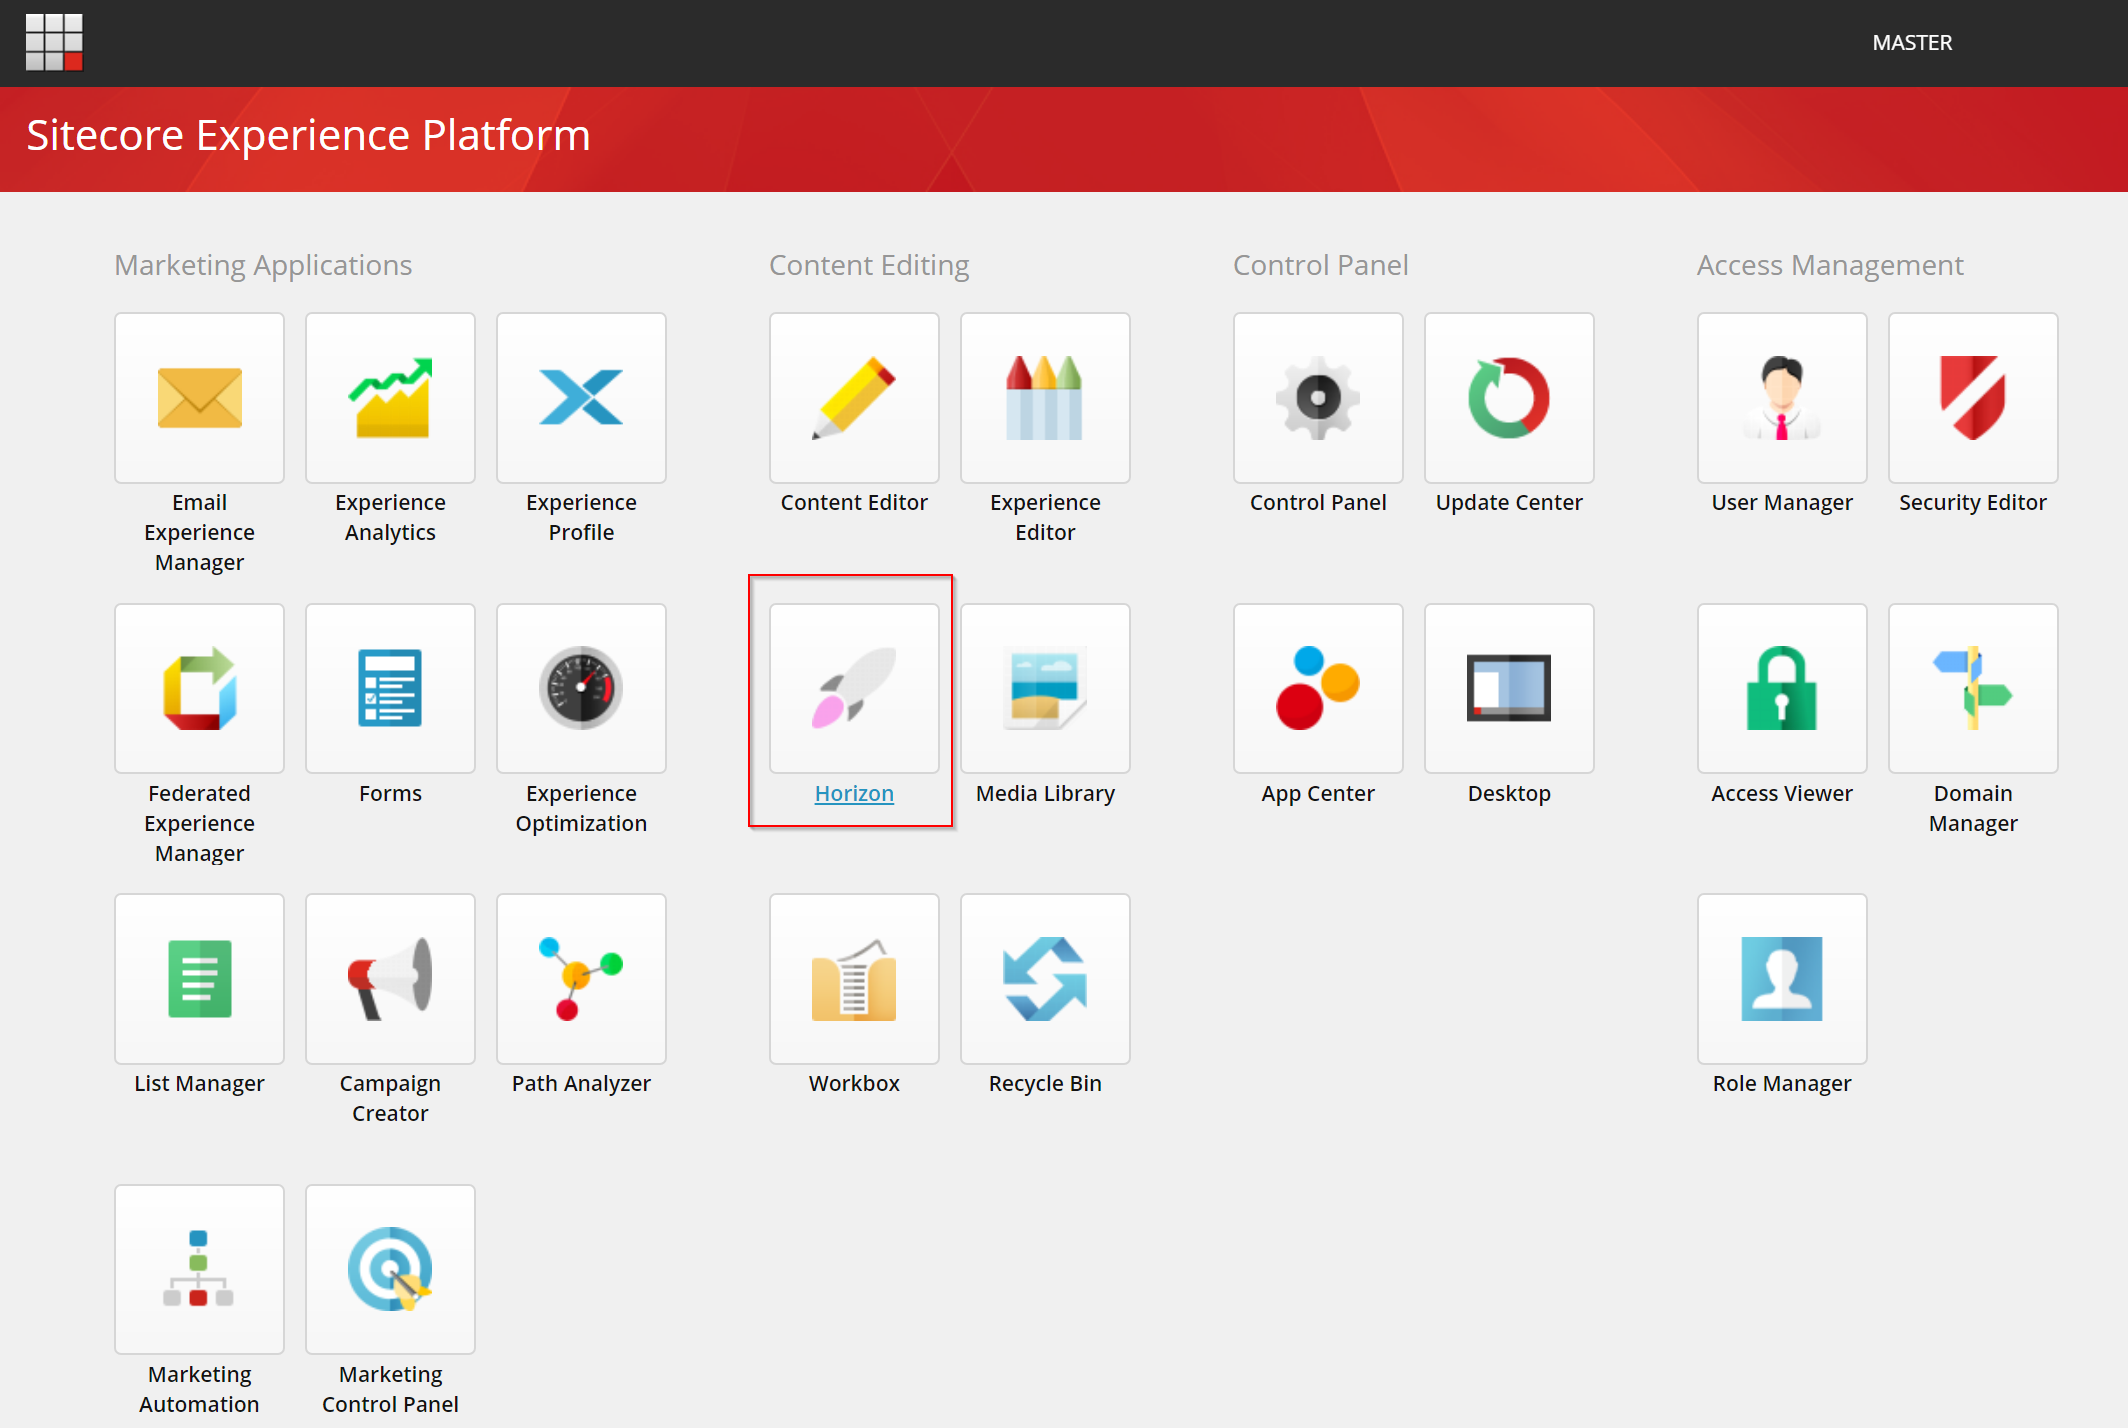 MASTER
Sitecore Experience Platform
Marketing Applications
Email
Experience
Manager
Experience
Analytics
Experience
Profile
Federated
Experience
Manager
Forms
Experience
Optimization
List Manager
Campaign
Creator
Path Analyzer
Marketing
Automation
Marketing
Control Panel
Content Editing
Content Editor
Experience
Editor
Horizon
Media Library
Workbox
Recycle Bin
Control Panel
Control Panel
Update Center
App Center
Desktop
Access Management
User Manager
Security Editor
Access Viewer
Domain
Manager
Role Manager